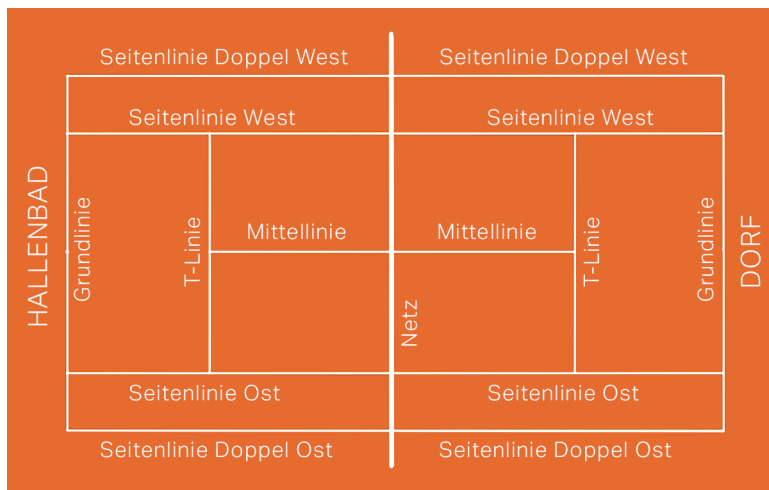 Seitenlinie Doppel West
Seitenlinie Doppel West
Seitenlinie West
Seitenlinie West
HALLENBAD
Grundlinie
T-Linie
Mittellinie
Mittellinie
Netz
T-Linie
Grundlinie
DORF
Seitenlinie Ost
Seitenlinie Ost
Seitenlinie Doppel Ost
Seitenlinie Doppel Ost